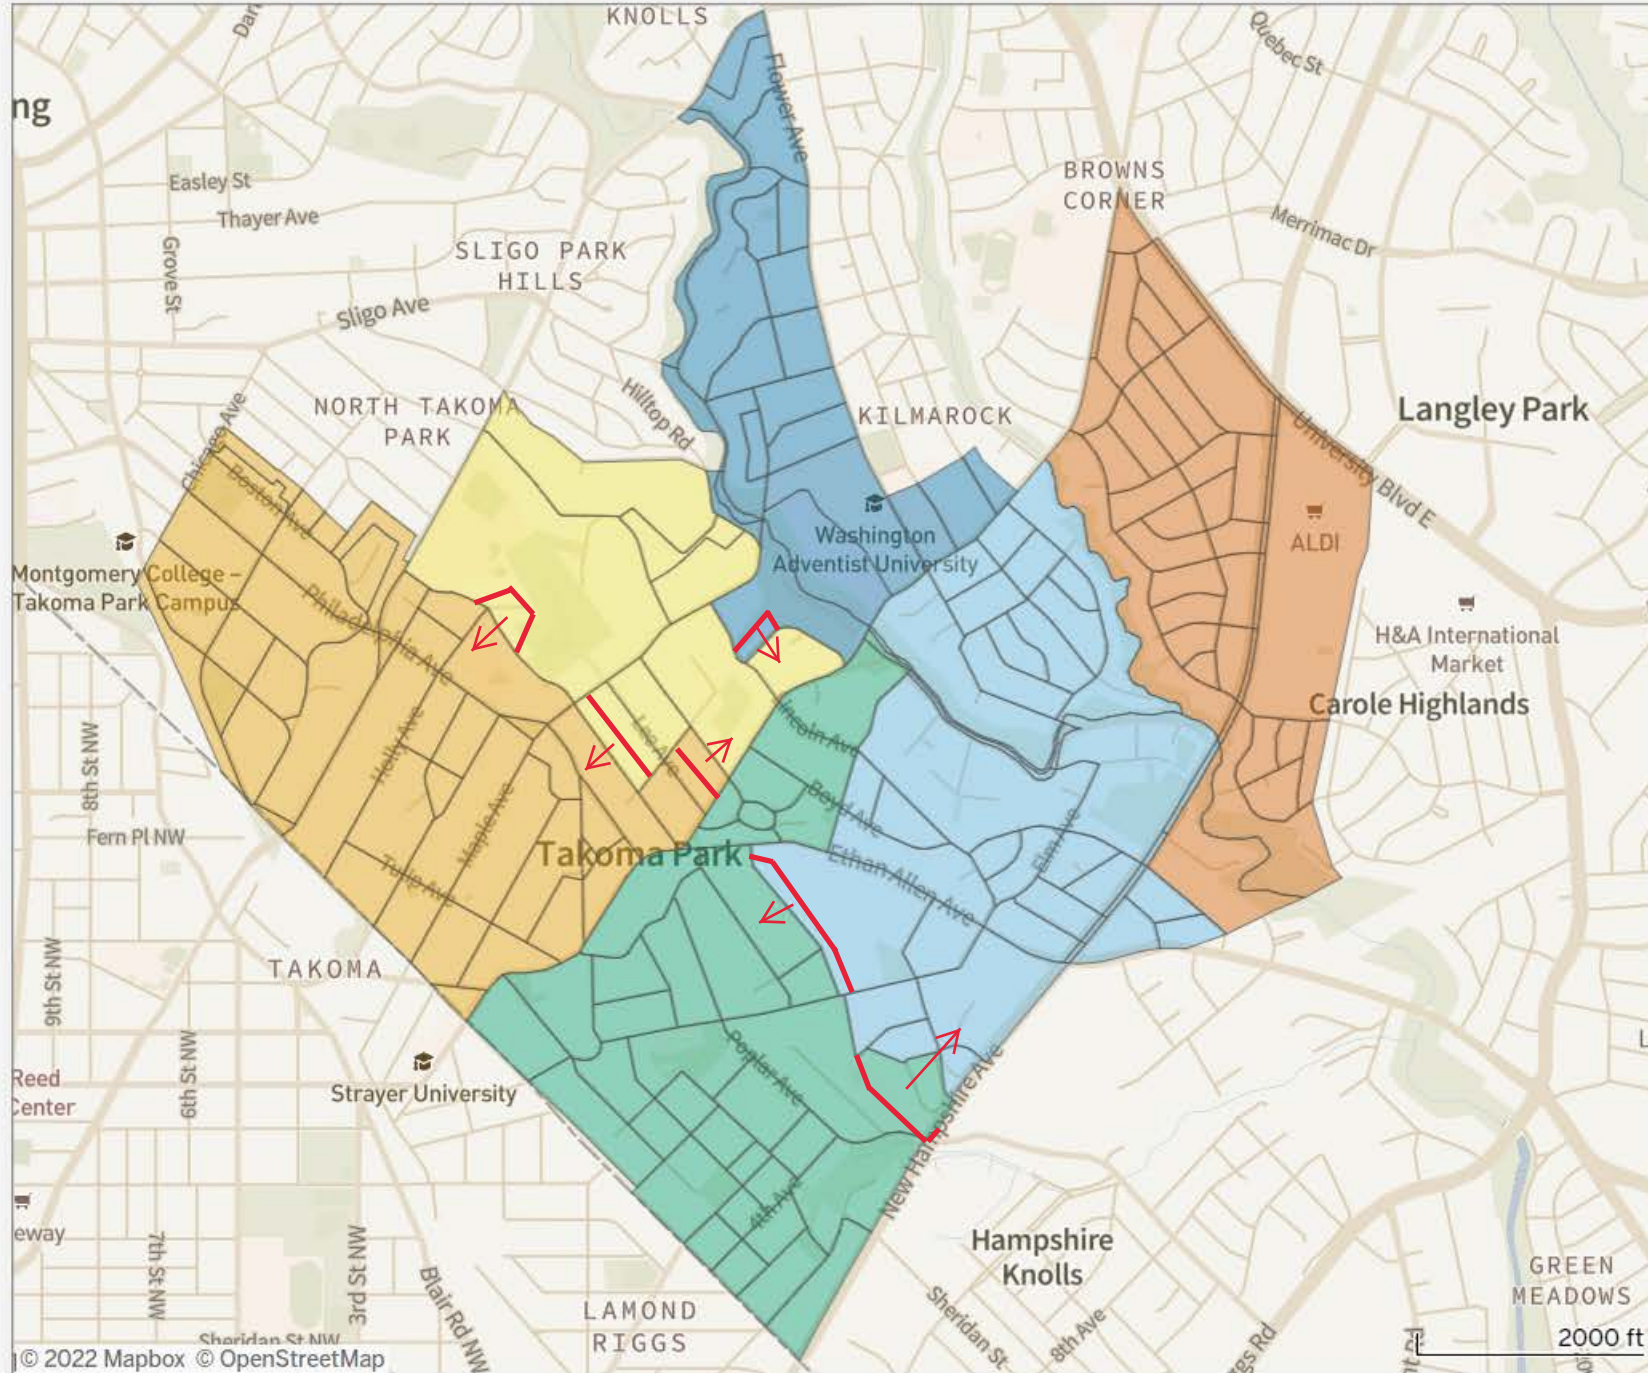 KNOLLS
Dar
Quebec St
ng
Flower Ave
BROWNS
CORNER
Easley St
Thayer Ave
Merrimac Dr
Grove St
SLIGO PARK
HILLS
Sligo Ave
Hilltop Rd
NORTH TAKOMA
PARK
KILMAROCK
Langley Park
Chicago Ave
University Blvd E
Boston Ave
Washington
Adventist University
ALDI
Montgomery College –
Takoma Park Campus
Philadelphia Ave
H&A International
Market
Carole Highlands
8th St NW
Holly Ave
Lee Ave
incoln Ave
Boyd Ave
Maple Ave
Fern Pl NW
Takoma Park
Ethan Allen Ave
Elm Ave
Tulip Ave
TAKOMA
9th St NW
6th St NW
Poplar Ave
Reed
Center
Strayer University
New Hampshire Ave
L
4th Ave
eway
Hampshire
Knolls
7th St NW
3rd St NW
Blair Rd NW
GREEN
MEADOWS
LAMOND
RIGGS
Sheridan St
8th Ave
ggs Rd
Sheridan St NW
2000 ft
© 2022 Mapbox © OpenStreetMap